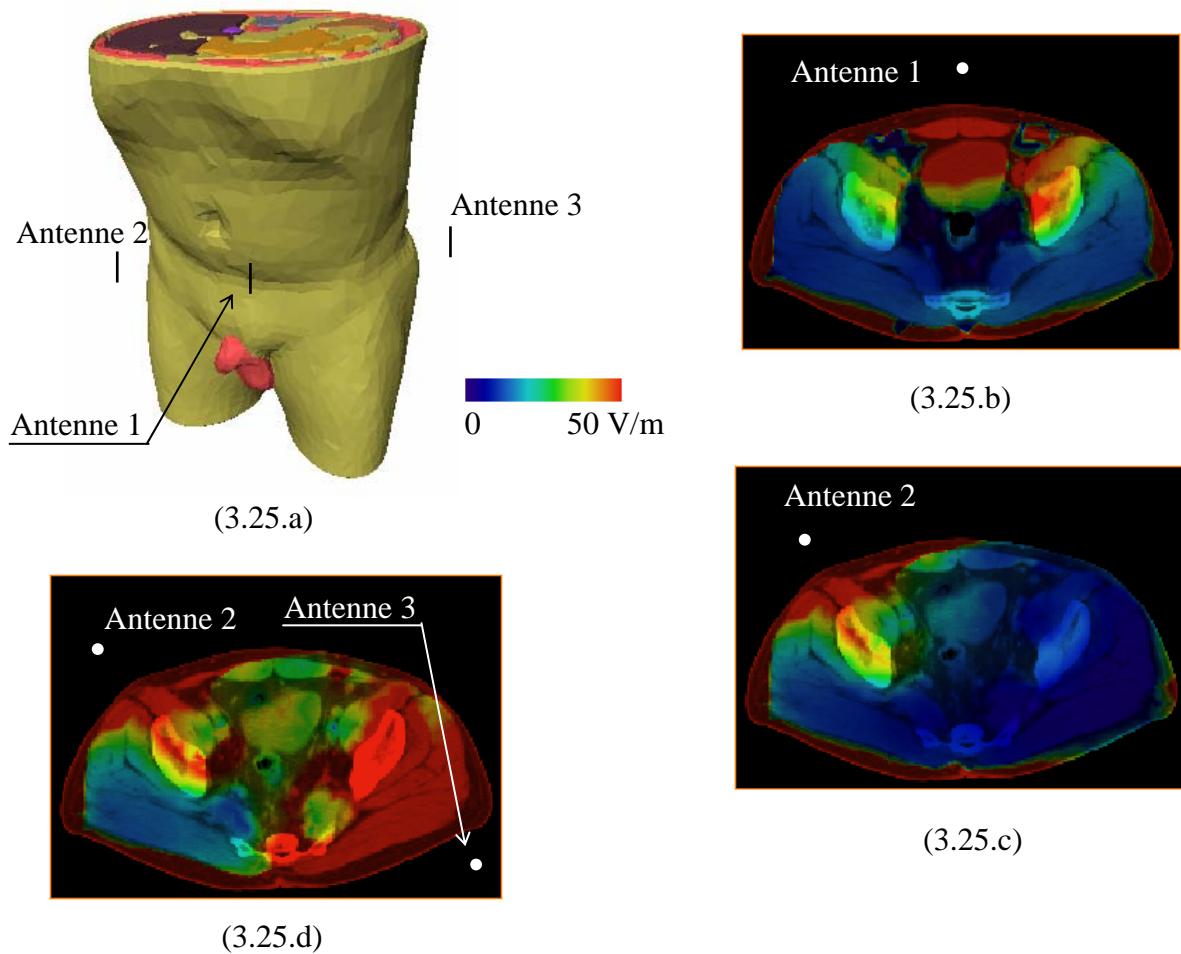 Antenne 1
Antenne 3
Antenne 2
Antenne 1
0 50 V/m
(3.25.a)
(3.25.b)
Antenne 2
(3.25.c)
Antenne 2
Antenne 3
(3.25.d)